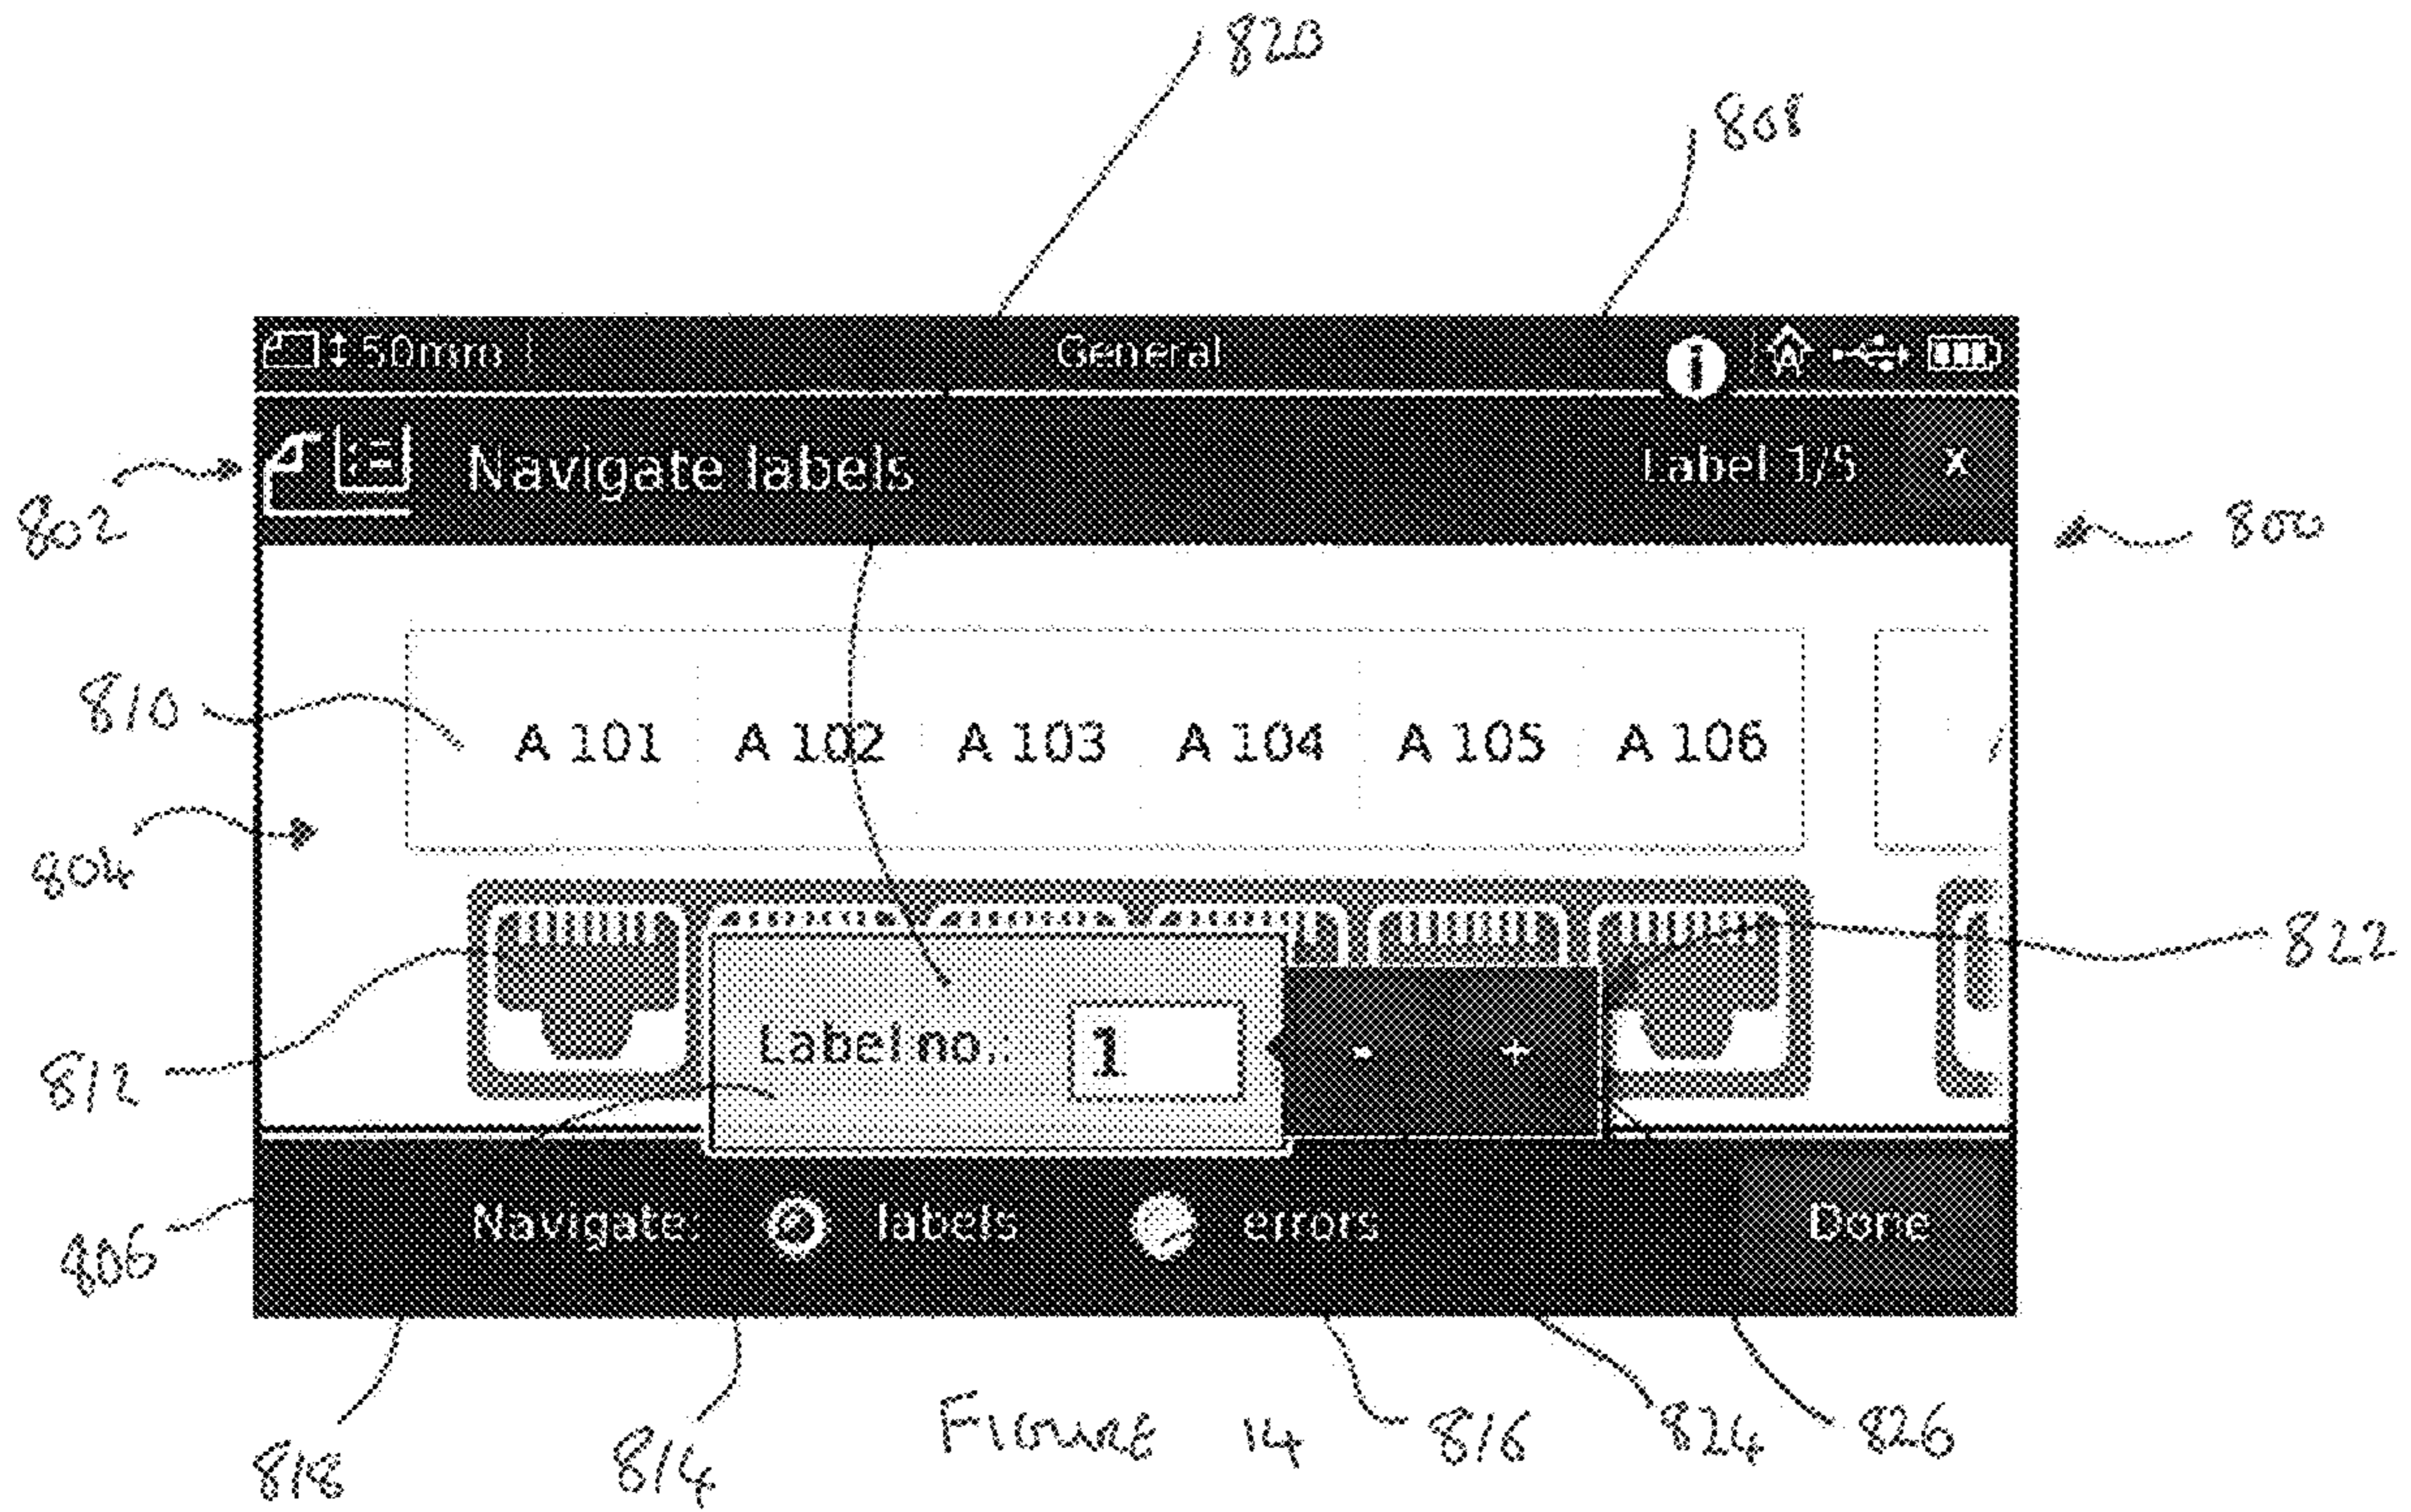 820
808
50mm General
Navigate labels Label 1/5 x
802
800
810
A 101 A 102 A 103 A 104 A 105 A 106
804
822
Label no.: 1 - +
812
Navigate: labels errors Done
806
818 814 Figure 14 816 824 826